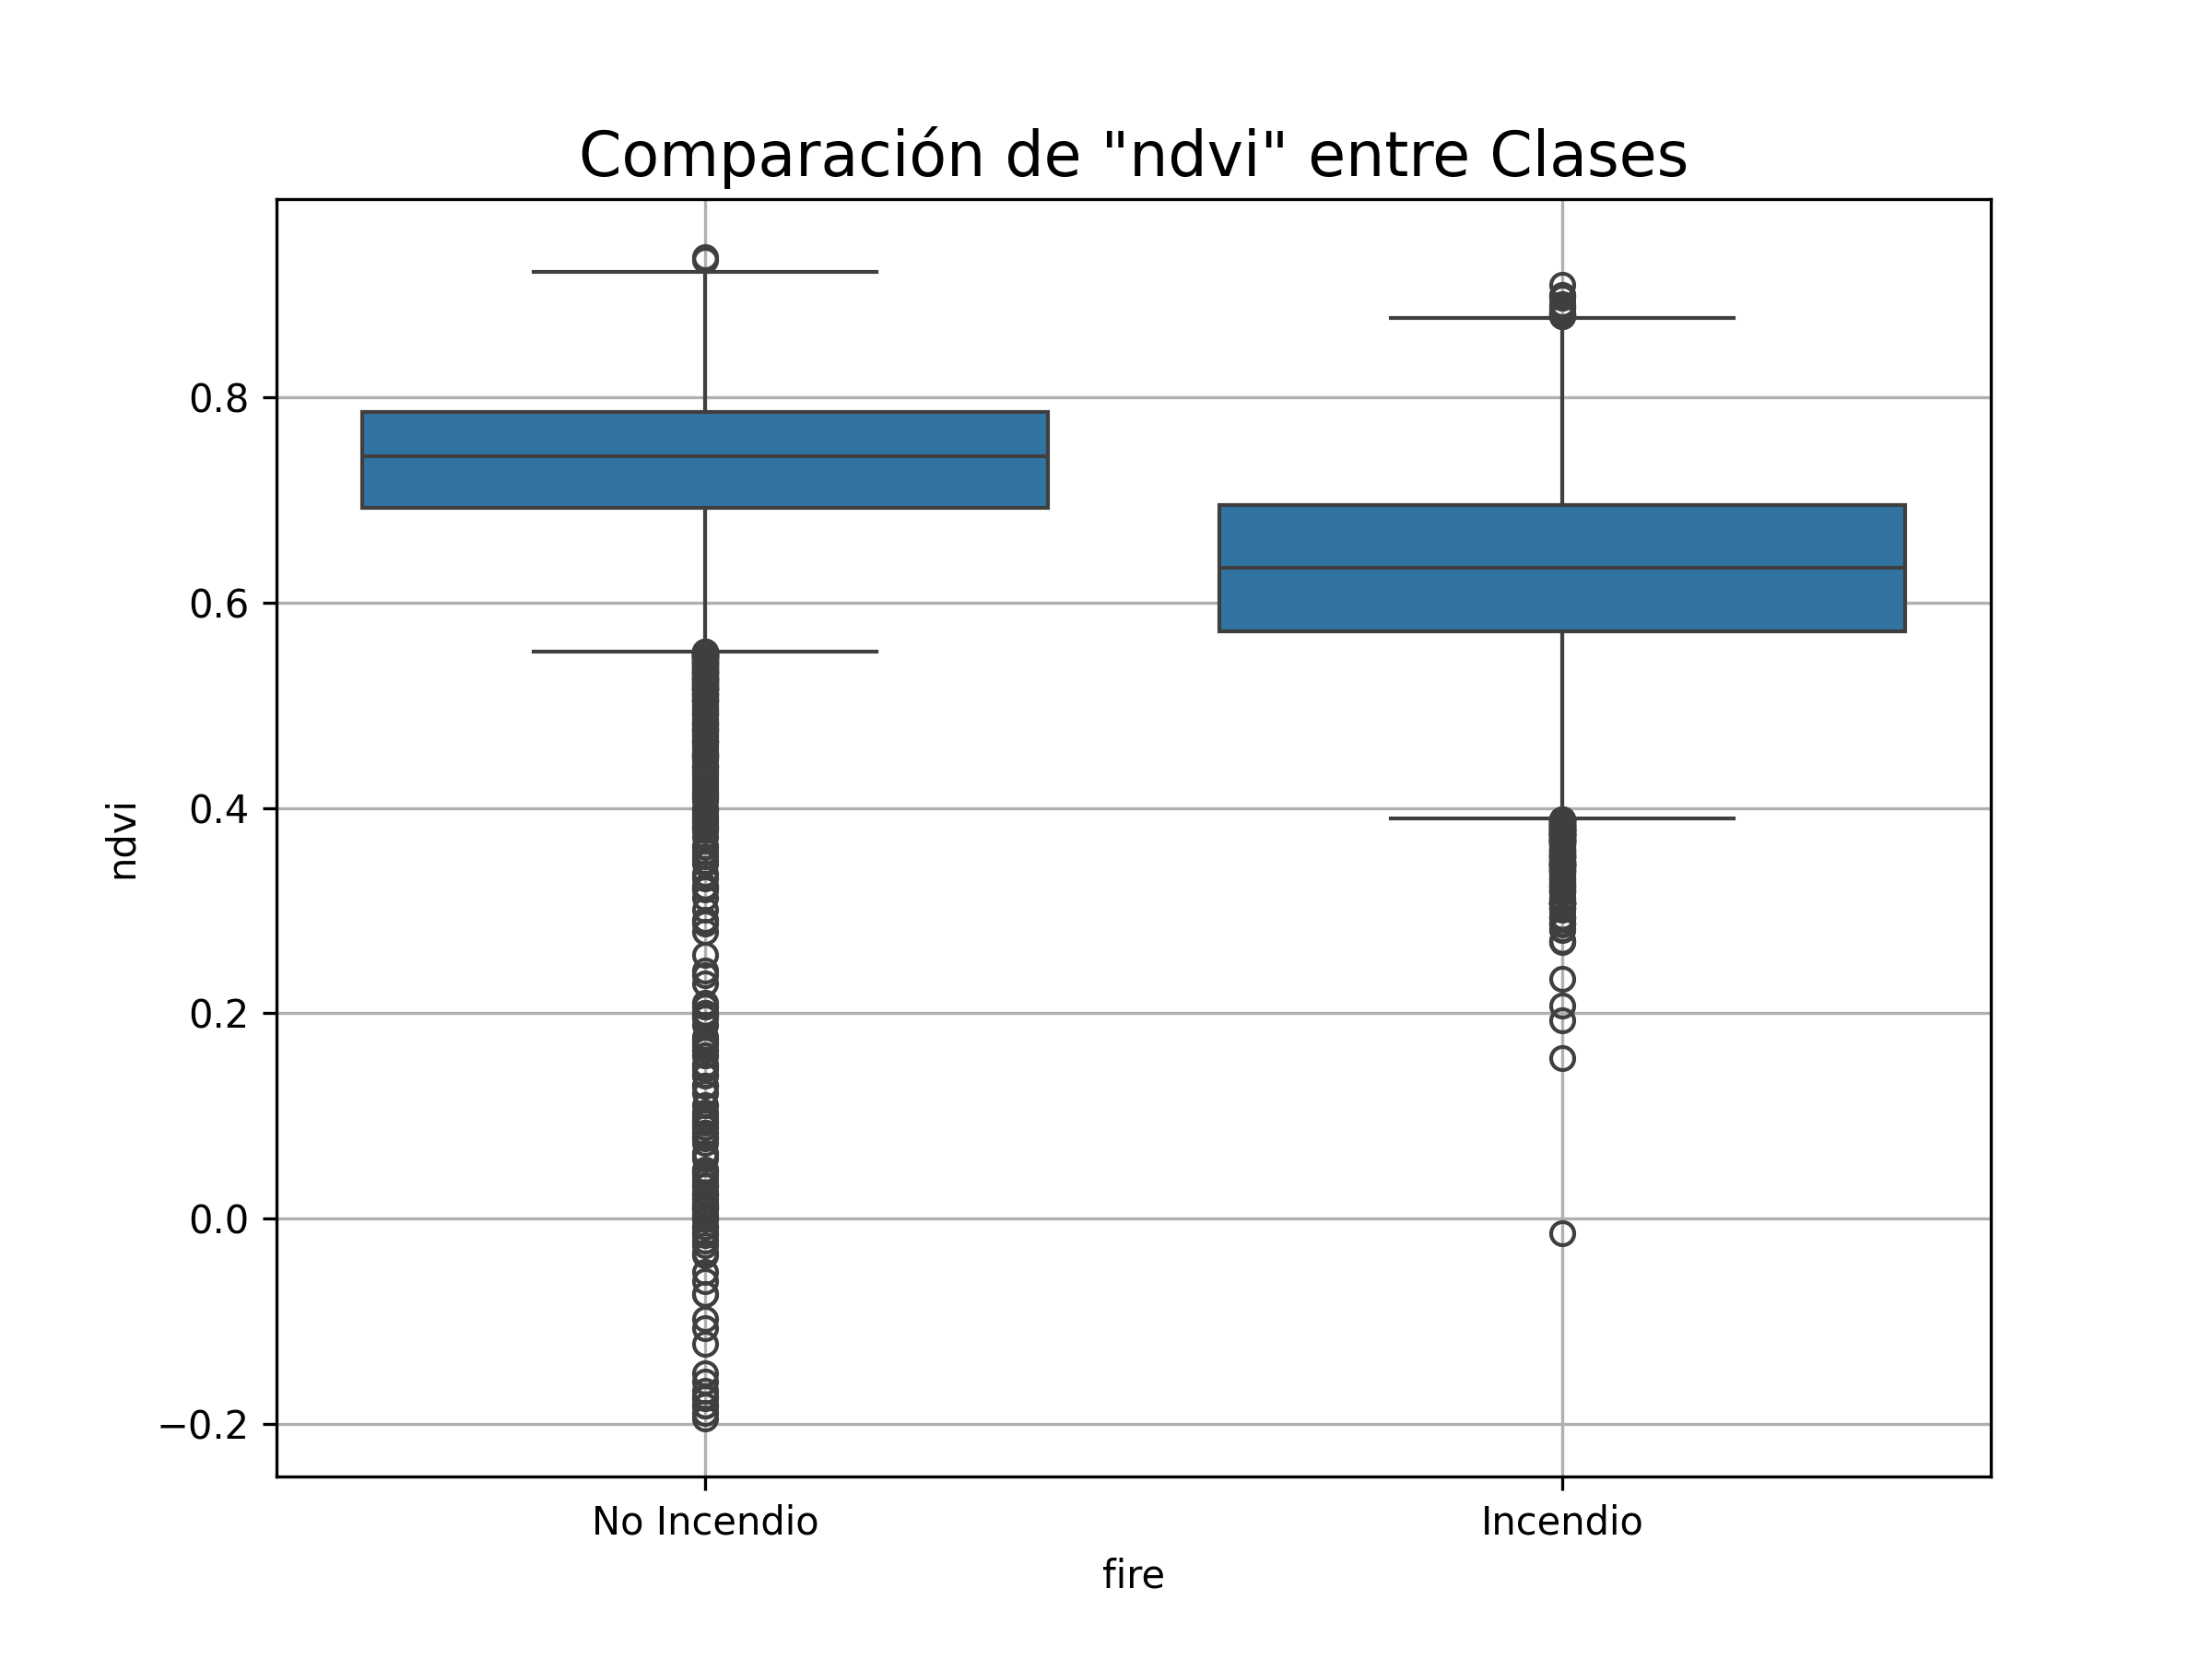 Comparación de "ndvi" entre Clases
ndvi
0.8
0.6
0.4
0.2
0.0
−0.2
No Incendio
Incendio
fire